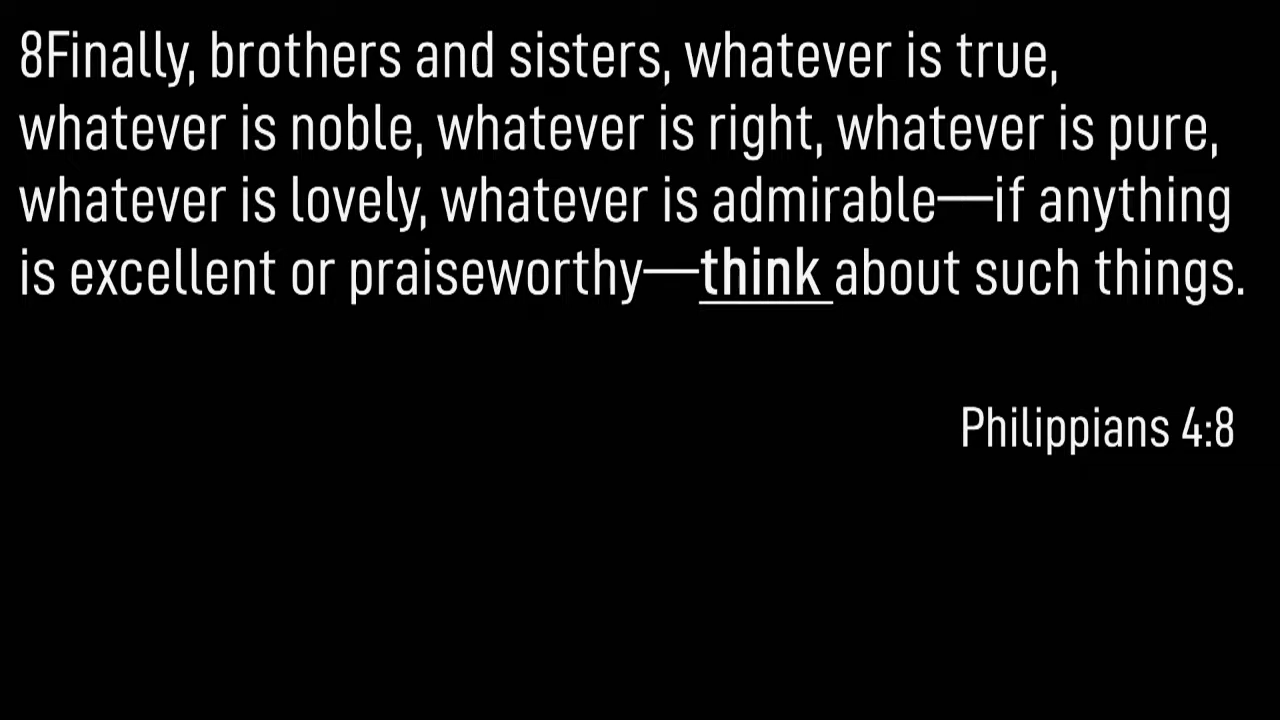 8Finally, brothers and sisters, whatever is true,
whatever is noble, whatever is right, whatever is pure,
whatever is lovely, whatever is admirable—if anything
is excellent or praiseworthy—think about such things.
Philippians 4:8